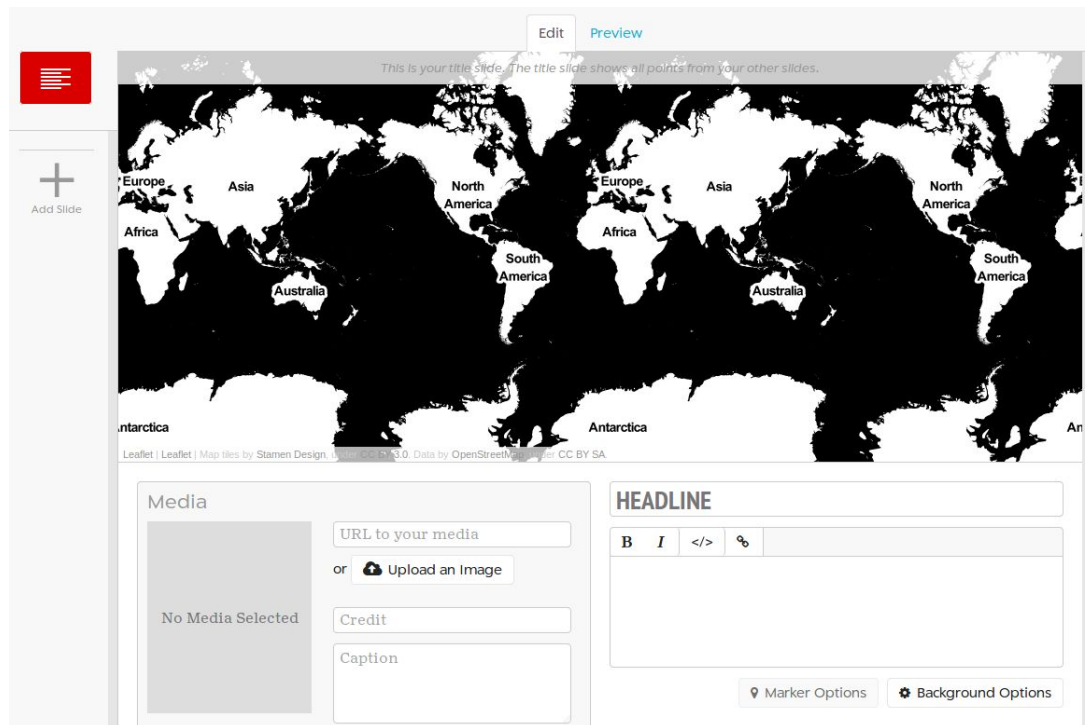 Edit Preview
This is your title slide. The title slide shows all points from your other slides.
Add Slide
Europe Asia North America Europe Asia North America
Africa South America Africa South America
Australia Australia
Antarctica Antarctica An
Leaflet | Leaflet | Map tiles by Stamen Design, under CC BY 3.0. Data by OpenStreetMap under CC BY SA
Media
URL to your media
or Upload an Image
No Media Selected
Credit
Caption
HEADLINE
B I </>
Marker Options Background Options